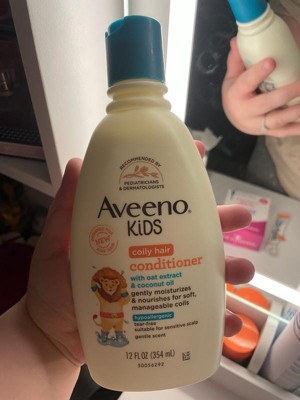 RECOMMENDED BY
PEDIATRICIANS
& DERMATOLOGISTS
Aveeno®
KiDS
coily hair
conditioner
with oat extract
& coconut oil
gently moisturizes
& nourishes for soft,
manageable coils
hypoallergenic
tear-free
suitable for sensitive scalp
gentle scent
12 FL OZ (354 mL)